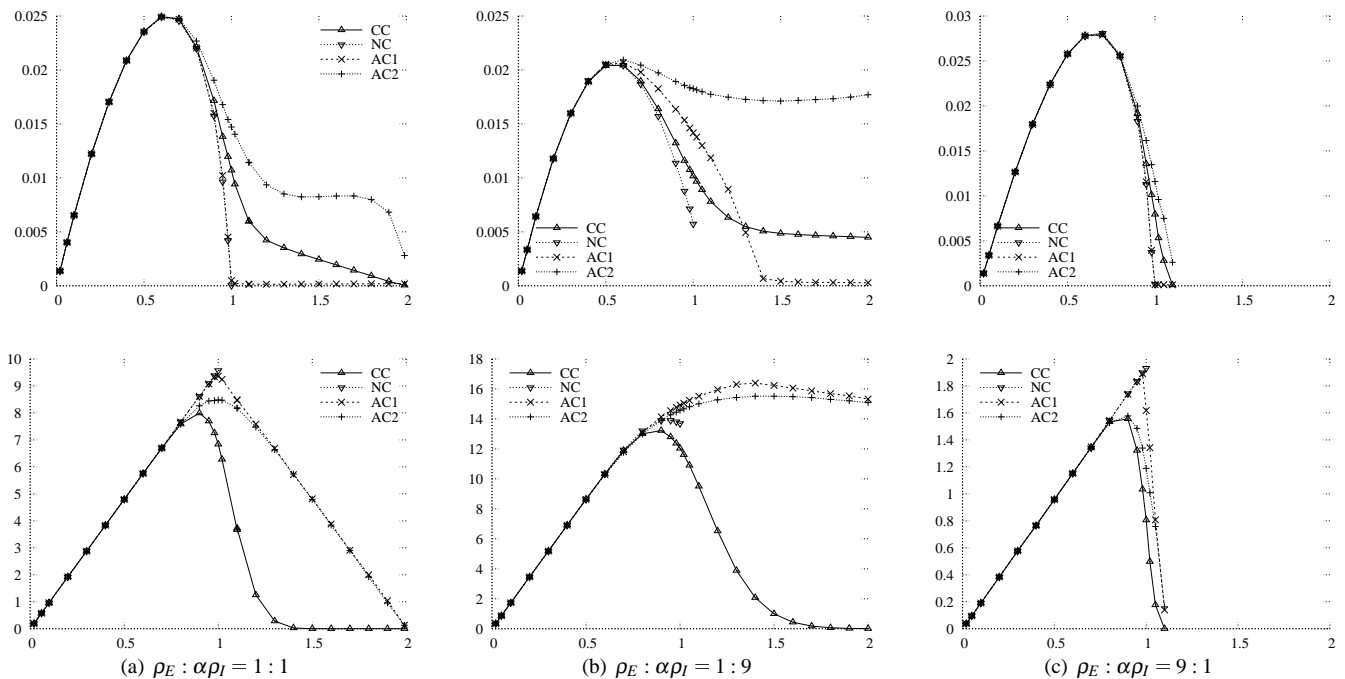 0.025
0.02
0.015
0.01
0.005
0
0 0.5 1 1.5 2
CC
NC
AC1
AC2
0.025
0.02
0.015
0.01
0.005
0
0 0.5 1 1.5 2
CC
NC
AC1
AC2
0.03
0.025
0.02
0.015
0.01
0.005
0
0 0.5 1 1.5 2
CC
NC
AC1
AC2
10
9
8
7
6
5
4
3
2
1
0
0 0.5 1 1.5 2
CC
NC
AC1
AC2
(a) ρE : αρI = 1 : 1
18
16
14
12
10
8
6
4
2
0
0 0.5 1 1.5 2
CC
NC
AC1
AC2
(b) ρE : αρI = 1 : 9
2
1.8
1.6
1.4
1.2
1
0.8
0.6
0.4
0.2
0
0 0.5 1 1.5 2
CC
NC
AC1
AC2
(c) ρE : αρI = 9 : 1